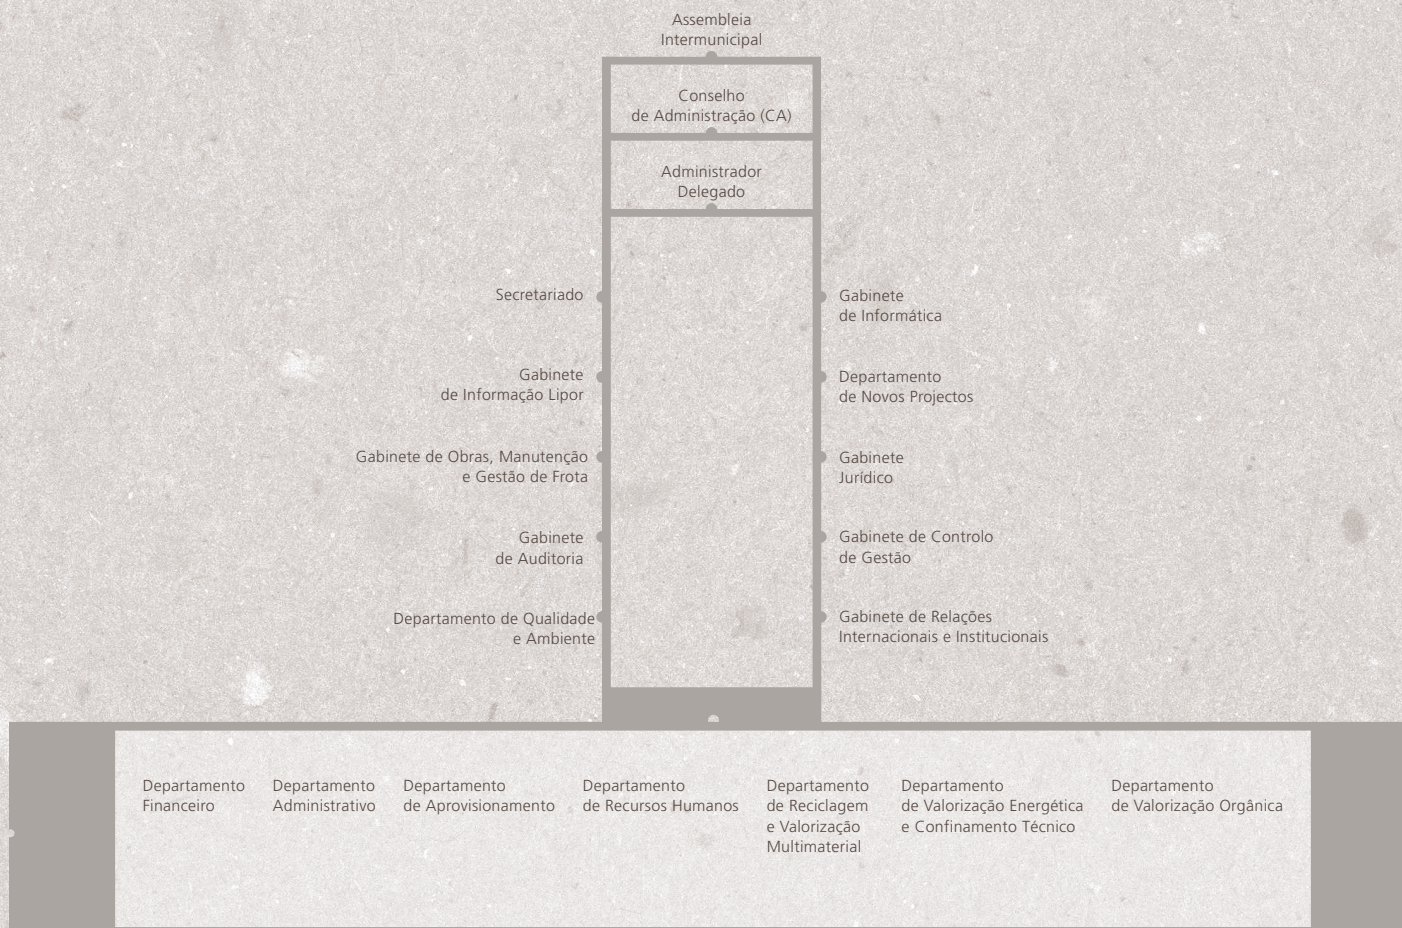 Assembleia
Intermunicipal
Conselho
de Administração (CA)
Administrador
Delegado
Secretariado
Gabinete
de Informação Lipor
Gabinete de Obras, Manutenção
e Gestão de Frota
Gabinete
de Auditoria
Departamento de Qualidade
e Ambiente
Gabinete
de Informática
Departamento
de Novos Projectos
Gabinete
Jurídico
Gabinete de Controlo
de Gestão
Gabinete de Relações
Internacionais e Institucionais
Departamento
Financeiro
Departamento
Administrativo
Departamento
de Aprovisionamento
Departamento
de Recursos Humanos
Departamento
de Reciclagem
e Valorização
Multimaterial
Departamento
de Valorização Energética
e Confinamento Técnico
Departamento
de Valorização Orgânica